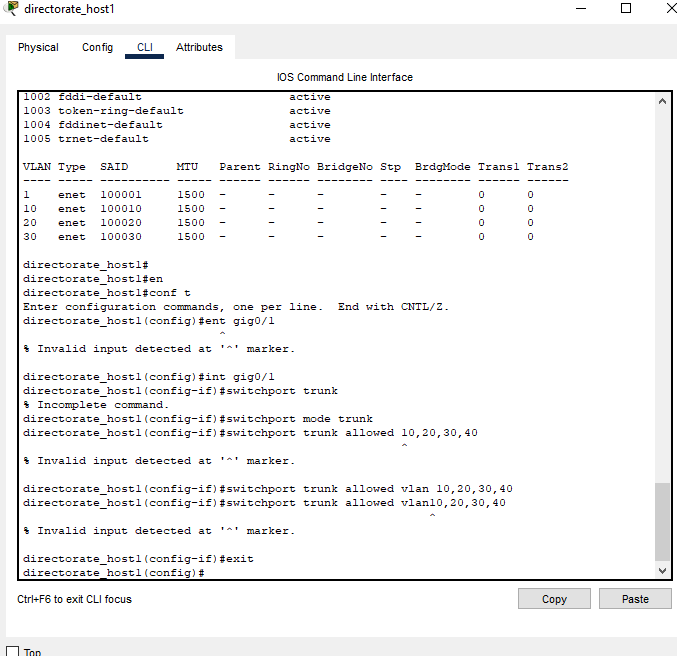 directorate_host1
Physical Config CLI Attributes
IOS Command Line Interface
1002 fddi-default                     active
1003 token-ring-default               active
1004 fddinet-default                  active
1005 trnet-default                    active
VLAN Type  SAID       MTU   Parent RingNo BridgeNo Stp  BrdgMode Trans1 Trans2
---- ----- ---------- ----- ------ ------ -------- ---- -------- ------ ------
1    enet  100001     1500  -      -      -        -    -        0      0
10   enet  100010     1500  -      -      -        -    -        0      0
20   enet  100020     1500  -      -      -        -    -        0      0
30   enet  100030     1500  -      -      -        -    -        0      0
directorate_host1#
directorate_host1#en
directorate_host1#conf t
Enter configuration commands, one per line.  End with CNTL/Z.
directorate_host1(config)#ent gig0/1
^
% Invalid input detected at '^' marker.
directorate_host1(config)#int gig0/1
directorate_host1(config-if)#switchport trunk
% Incomplete command.
directorate_host1(config-if)#switchport mode trunk
directorate_host1(config-if)#switchport trunk allowed 10,20,30,40
^
% Invalid input detected at '^' marker.
directorate_host1(config-if)#switchport trunk allowed vlan 10,20,30,40
directorate_host1(config-if)#switchport trunk allowed vlan10,20,30,40
^
% Invalid input detected at '^' marker.
directorate_host1(config-if)#exit
directorate_host1(config)#
Ctrl+F6 to exit CLI focus
Copy Paste
Top